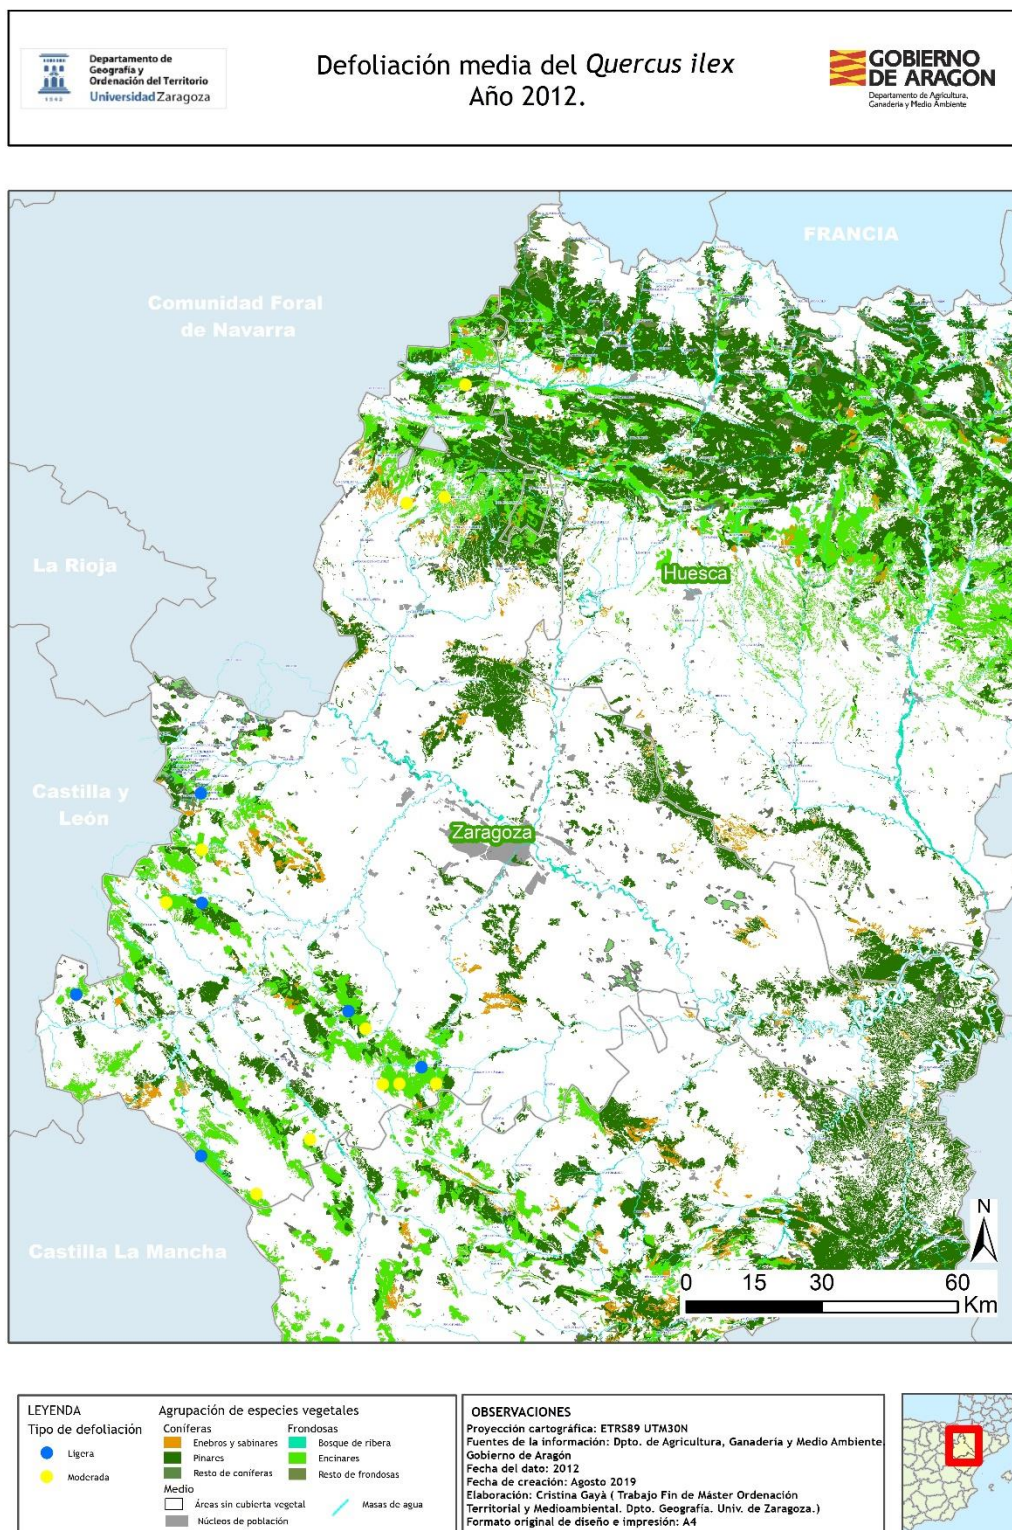 Departamento de
Geografía y
Ordenación del Territorio
Universidad Zaragoza
1542
Defoliación media del Quercus ilex
Año 2012.
GOBIERNO
DE ARAGON
Departamento de Agricultura,
Ganadería y Medio Ambiente
FRANCIA
Comunidad Foral
de Navarra
La Rioja
Huesca
Castilla y
León
Zaragoza
Castilla La Mancha
N
0 15 30 60
Km
LEYENDA
Tipo de defoliación
Ligera
Moderada
Agrupación de especies vegetales
Coníferas
Enebros y sabinares
Pinares
Resto de coníferas
Frondosas
Bosque de ribera
Encinares
Resto de frondosas
Medio
Áreas sin cubierta vegetal
Masas de agua
Núcleos de población
OBSERVACIONES
Proyección cartográfica: ETRS89 UTM30N
Fuentes de la información: Dpto. de Agricultura, Ganadería y Medio Ambiente.
Gobierno de Aragón
Fecha del dato: 2012
Fecha de creación: Agosto 2019
Elaboración: Cristina Gayà ( Trabajo Fin de Máster Ordenación
Territorial y Medioambiental. Dpto. Geografía. Univ. de Zaragoza.)
Formato original de diseño e impresión: A4